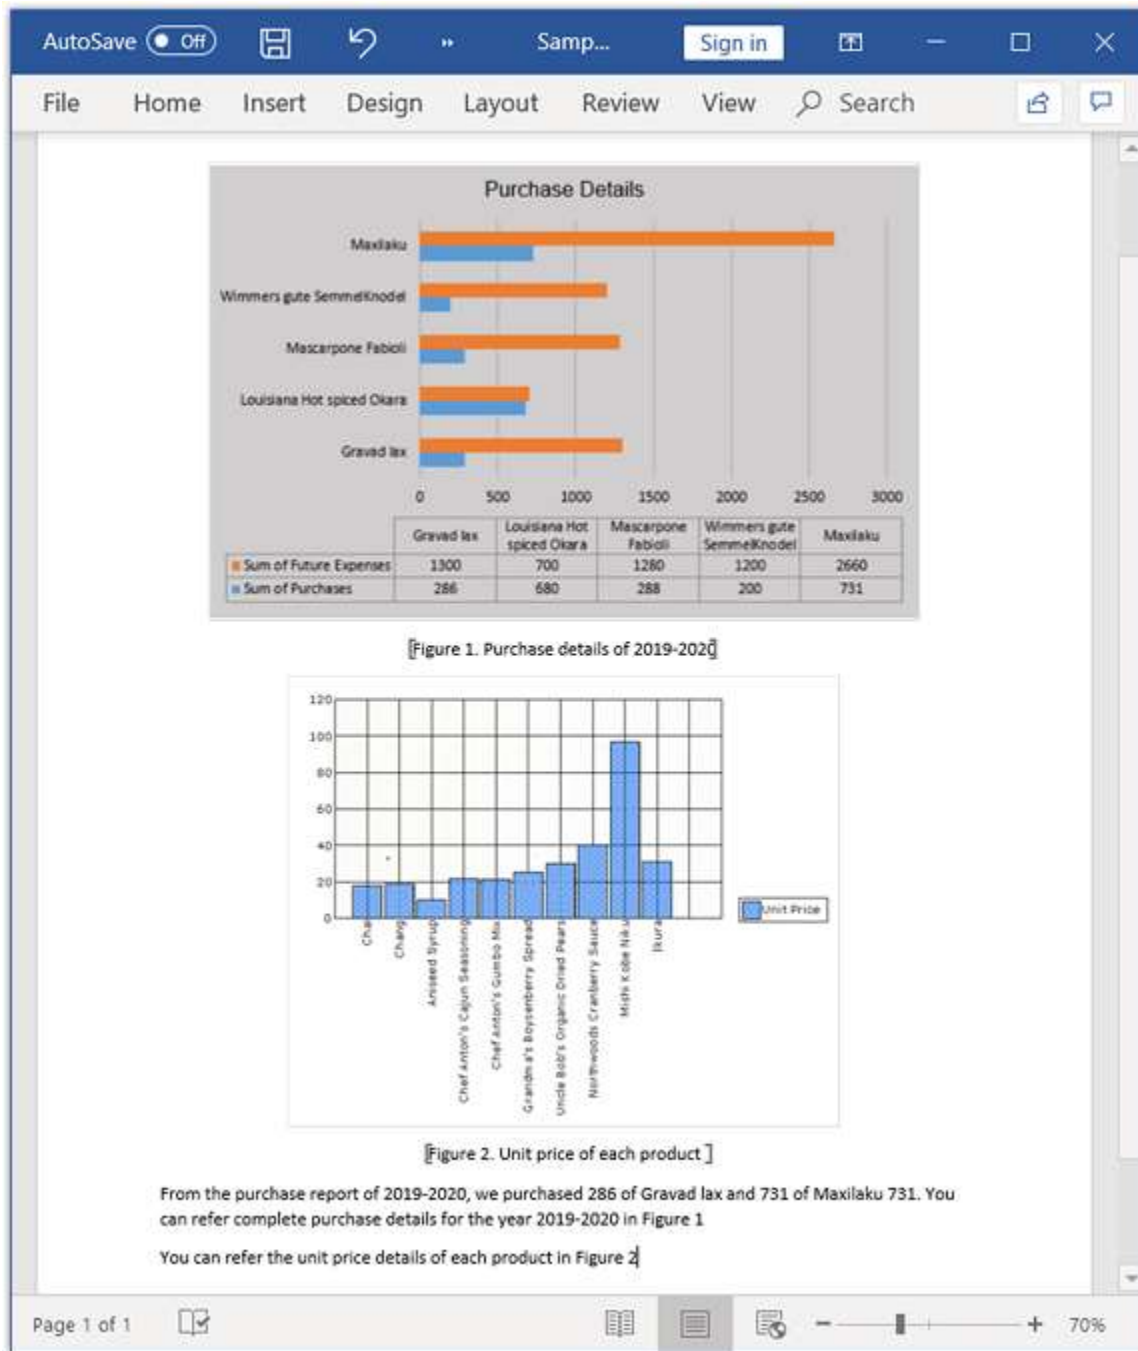 AutoSave Off Samp... Sign in
File Home Insert Design Layout Review View Search
Purchase Details
Maxilaku
Wimmers gute SemmelKnodel
Mascarpone Fabioli
Louisiana Hot spiced Okara
Gravad lax
0 500 1000 1500 2000 2500 3000
Gravad lax Louisiana Hot spiced Okara Mascarpone Fabioli Wimmers gute SemmelKnodel Maxilaku
Sum of Future Expenses 1300 700 1280 1200 2660
Sum of Purchases 286 680 288 200 731
[Figure 1. Purchase details of 2019-2020]
120
100
80
60
40
20
0
Unit Price
Chai
Chang
Aniseed Syrup
Chef Anton's Cajun Seasoning
Chef Anton's Gumbo Mix
Grandma's Boysenberry Spread
Uncle Bob's Organic Dried Pears
Northwoods Cranberry Sauce
Mishi Kobe Niku
Ikura
[Figure 2. Unit price of each product ]
From the purchase report of 2019-2020, we purchased 286 of Gravad lax and 731 of Maxilaku 731. You
can refer complete purchase details for the year 2019-2020 in Figure 1
You can refer the unit price details of each product in Figure 2
Page 1 of 1 70%